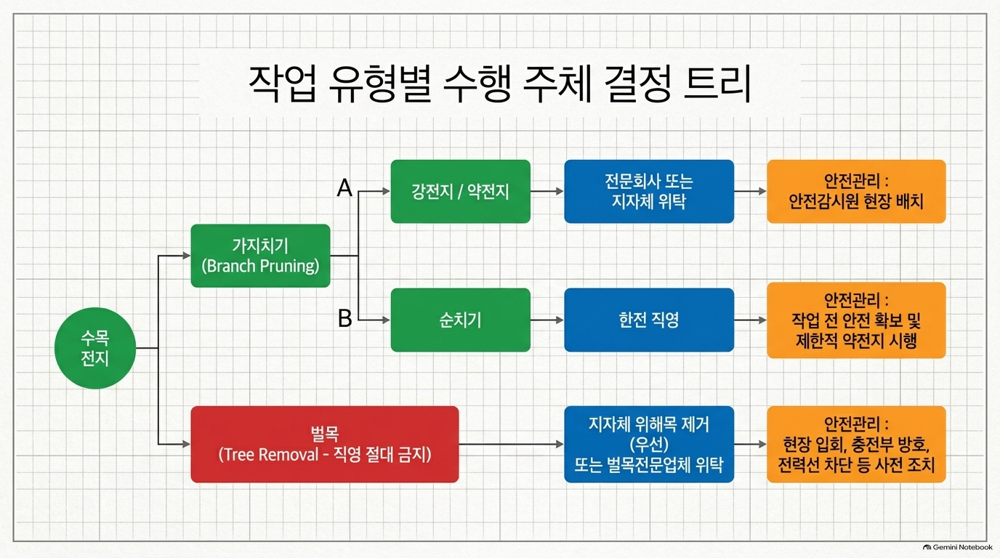 작업 유형별 수행 주체 결정 트리
A
강전지 / 약전지
전문회사 또는
지자체 위탁
안전관리 :
안전감시원 현장 배치
가지치기
(Branch Pruning)
B
순치기
한전 직영
안전관리 :
작업 전 안전 확보 및
제한적 약전지 시행
수목
전지
벌목
(Tree Removal - 직영 절대 금지)
지자체 위해목 제거
(우선)
또는 벌목전문업체 위탁
안전관리 :
현장 입회, 충전부 방호,
전력선 차단 등 사전 조치
Gemini Notebook